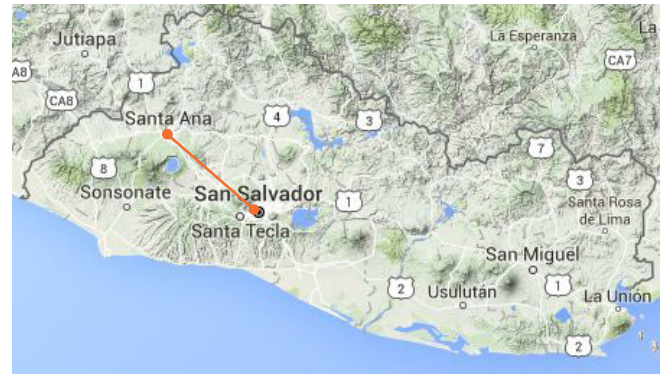 Jutiapa
La Esperanza
La
CA8
1
CA7
CA8
Santa Ana
4
3
7
8
3
Sonsonate
San Salvador
1
Santa Rosa
de Lima
Santa Tecla
San Miguel
2
Usulután
1
La Unión
2